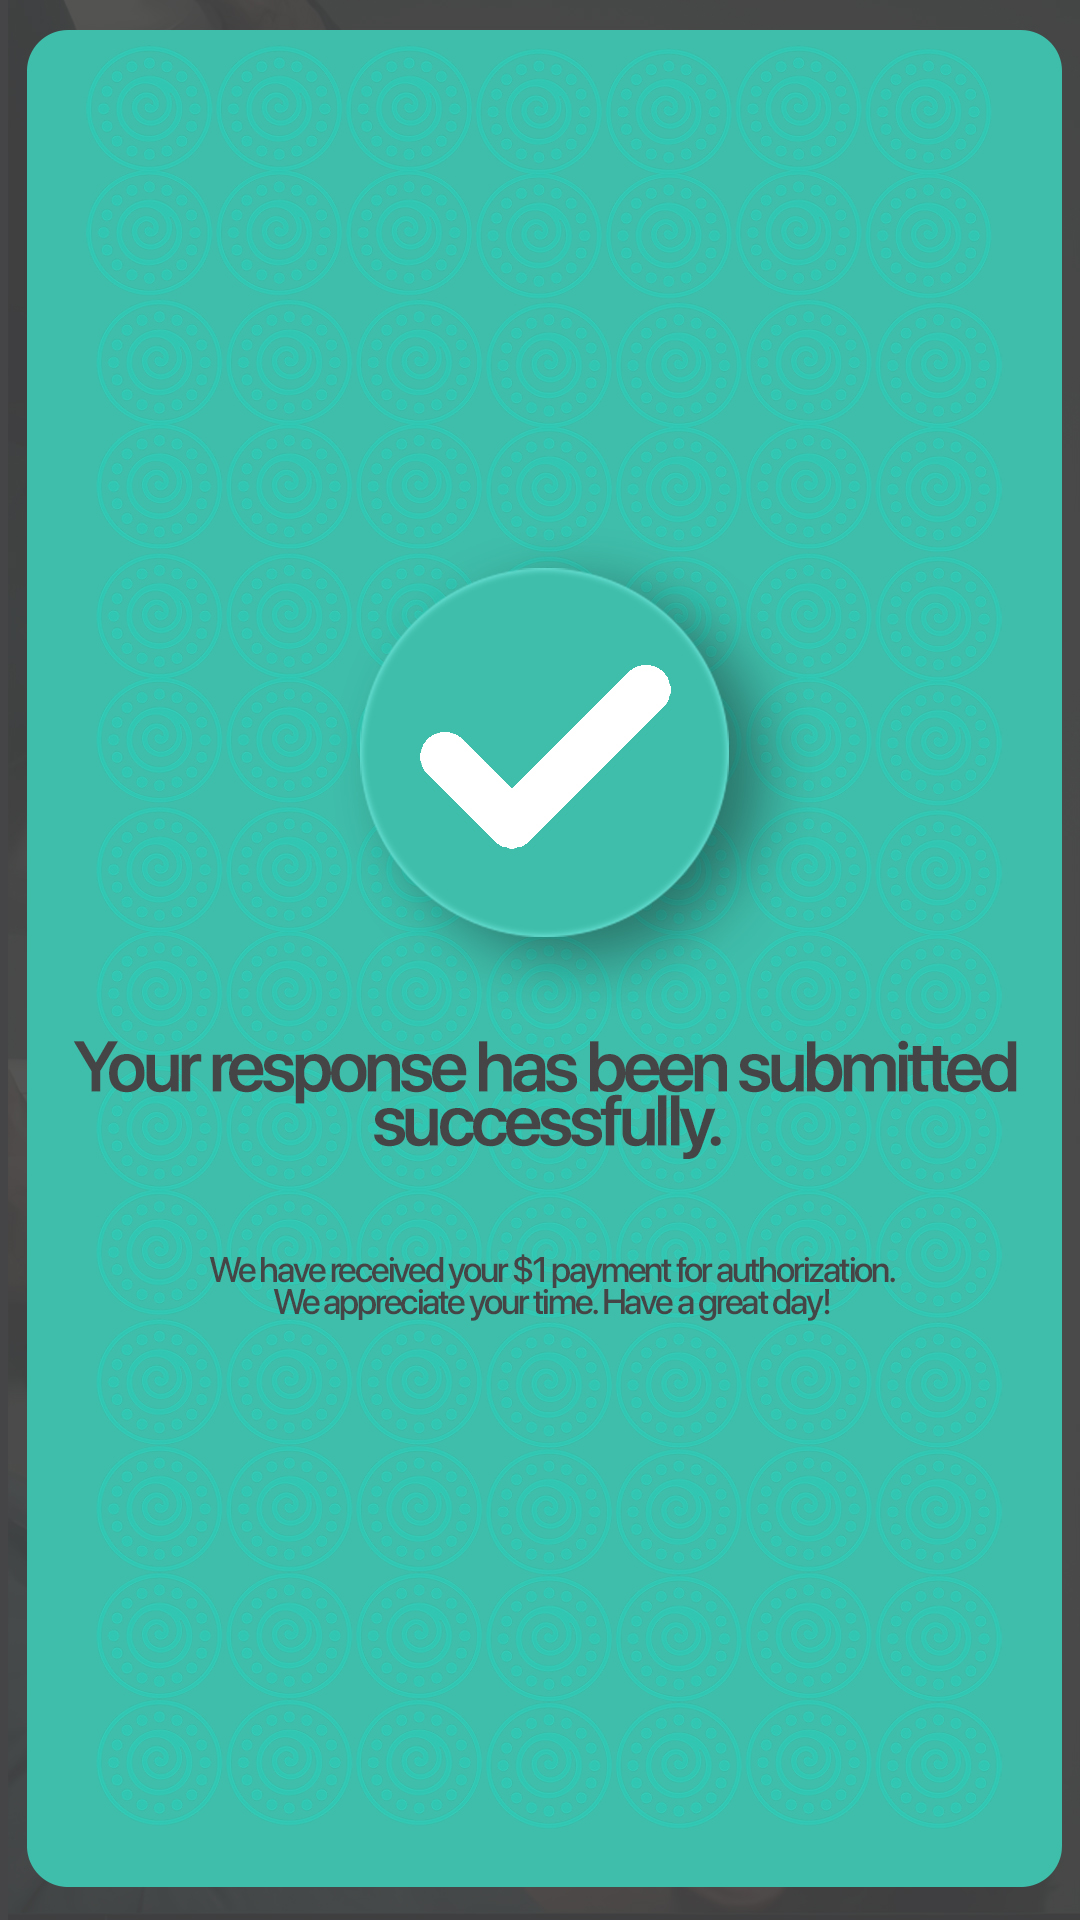 Your response has been submitted
successfully.
We have received your $1 payment for authorization.
We appreciate your time. Have a great day!